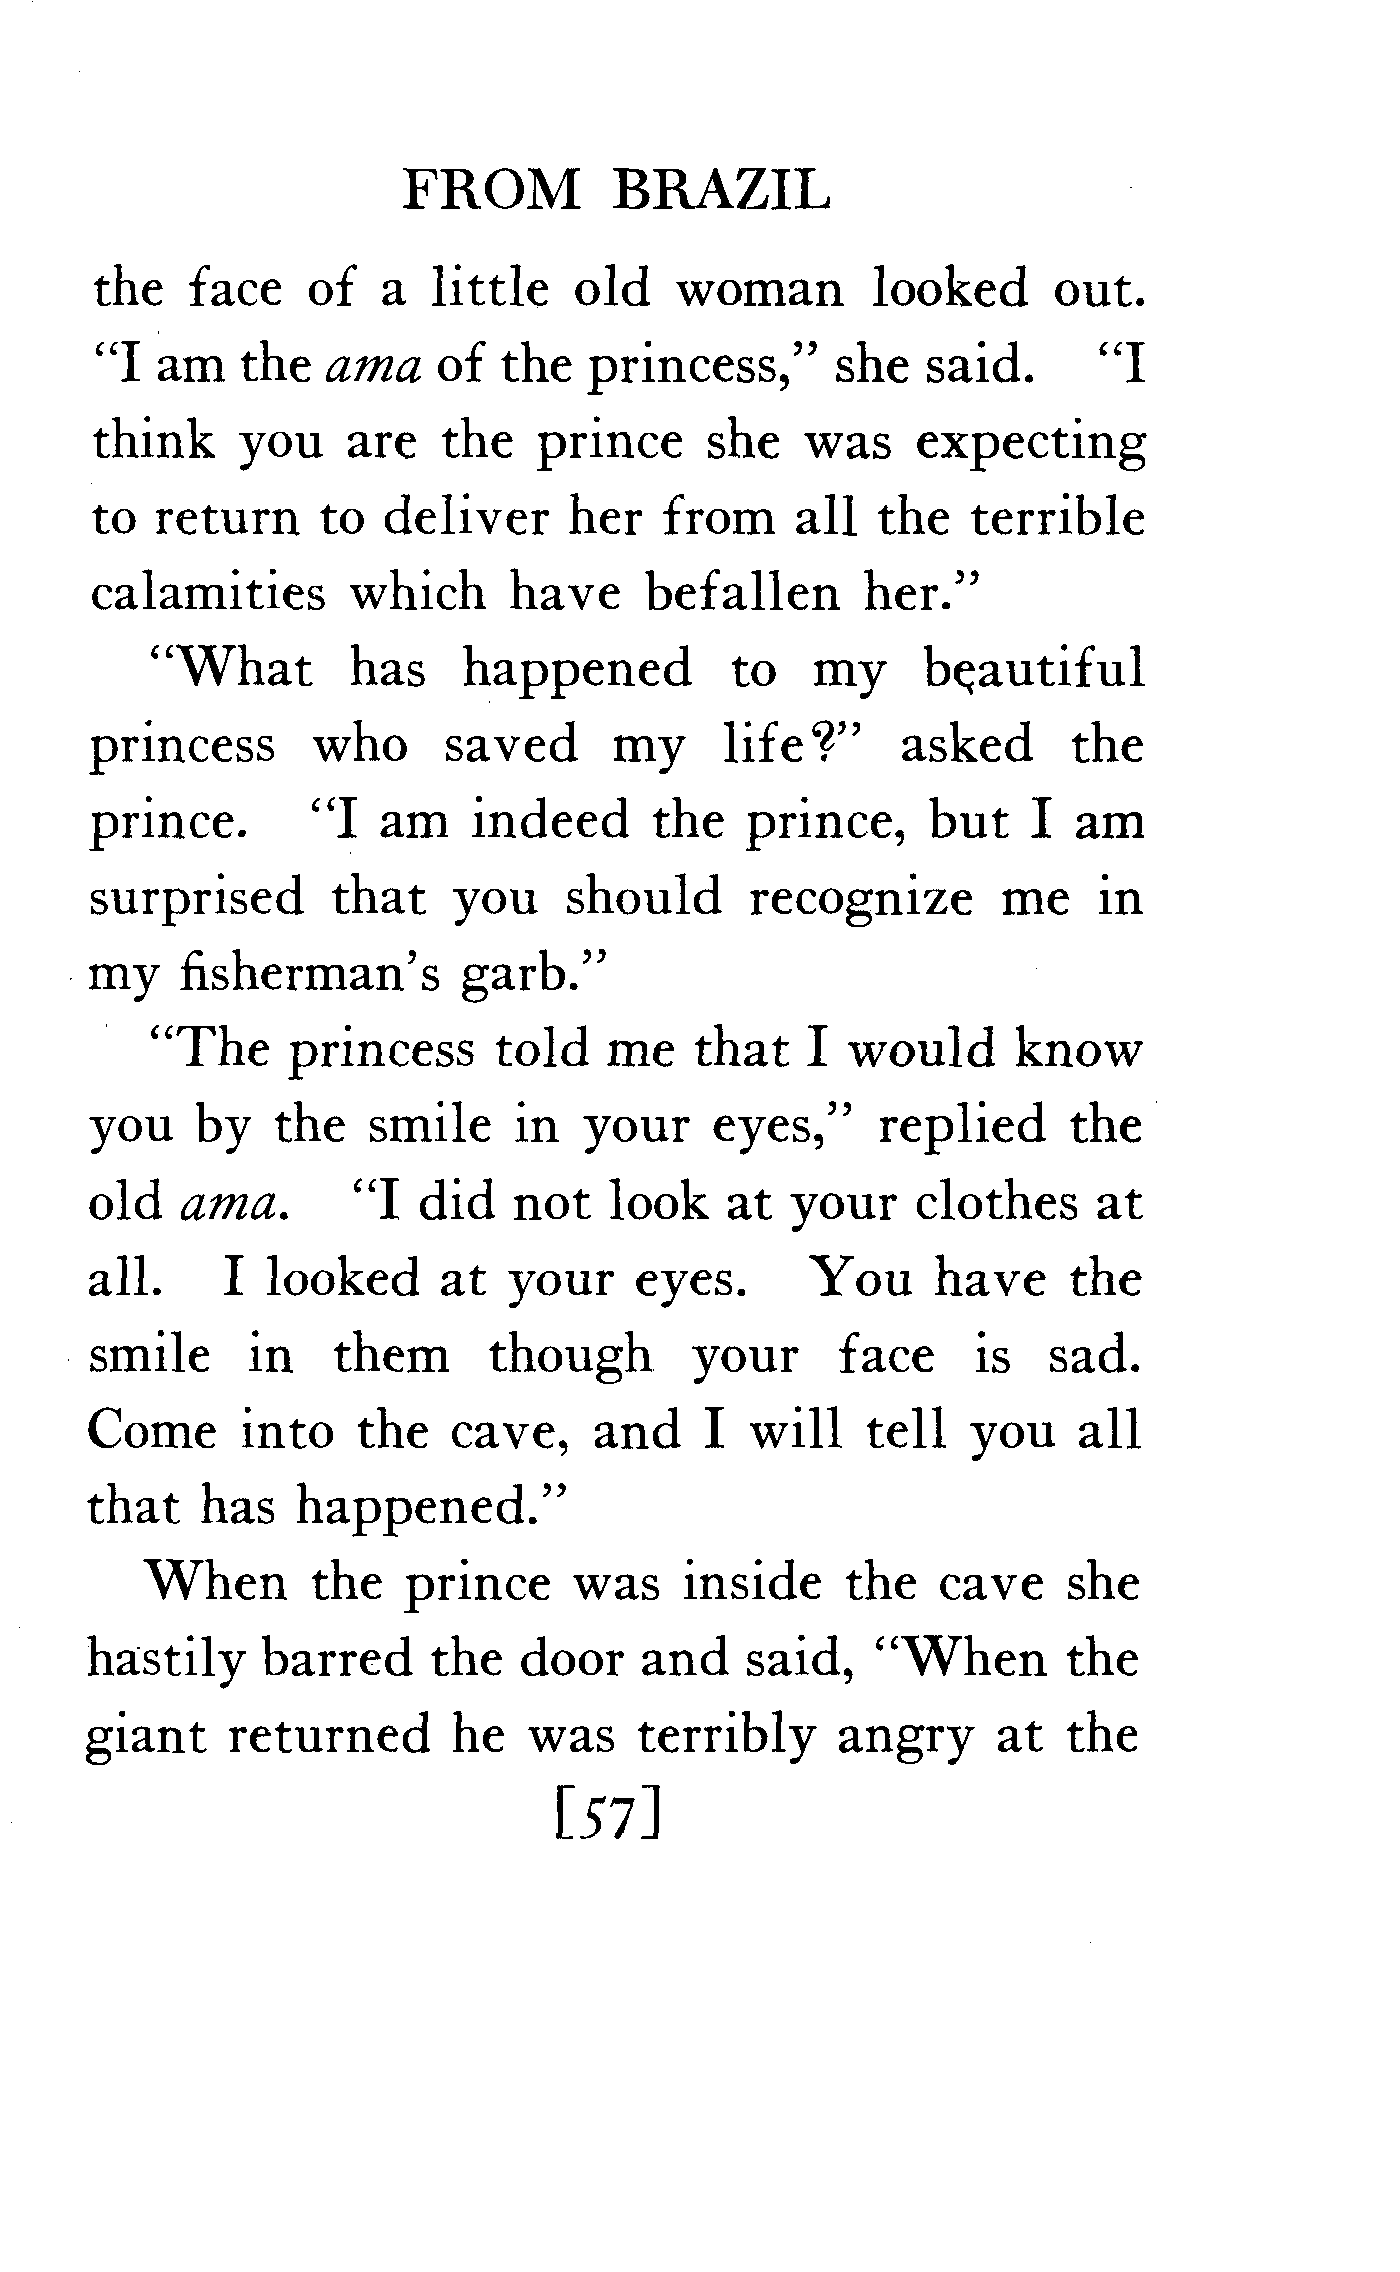 FROM BRAZIL
the face of a little old woman looked out.
“I am the ama of the princess,” she said. “I
think you are the prince she was expecting
to return to deliver her from all the terrible
calamities which have befallen her.”
“What has happened to my beautiful
princess who saved my life?” asked the
prince. “I am indeed the prince, but I am
surprised that you should recognize me in
my fisherman’s garb.”
“The princess told me that I would know
you by the smile in your eyes,” replied the
old ama. “I did not look at your clothes at
all. I looked at your eyes. You have the
smile in them though your face is sad.
Come into the cave, and I will tell you all
that has happened.”
When the prince was inside the cave she
hastily barred the door and said, “When the
giant returned he was terribly angry at the
[57]